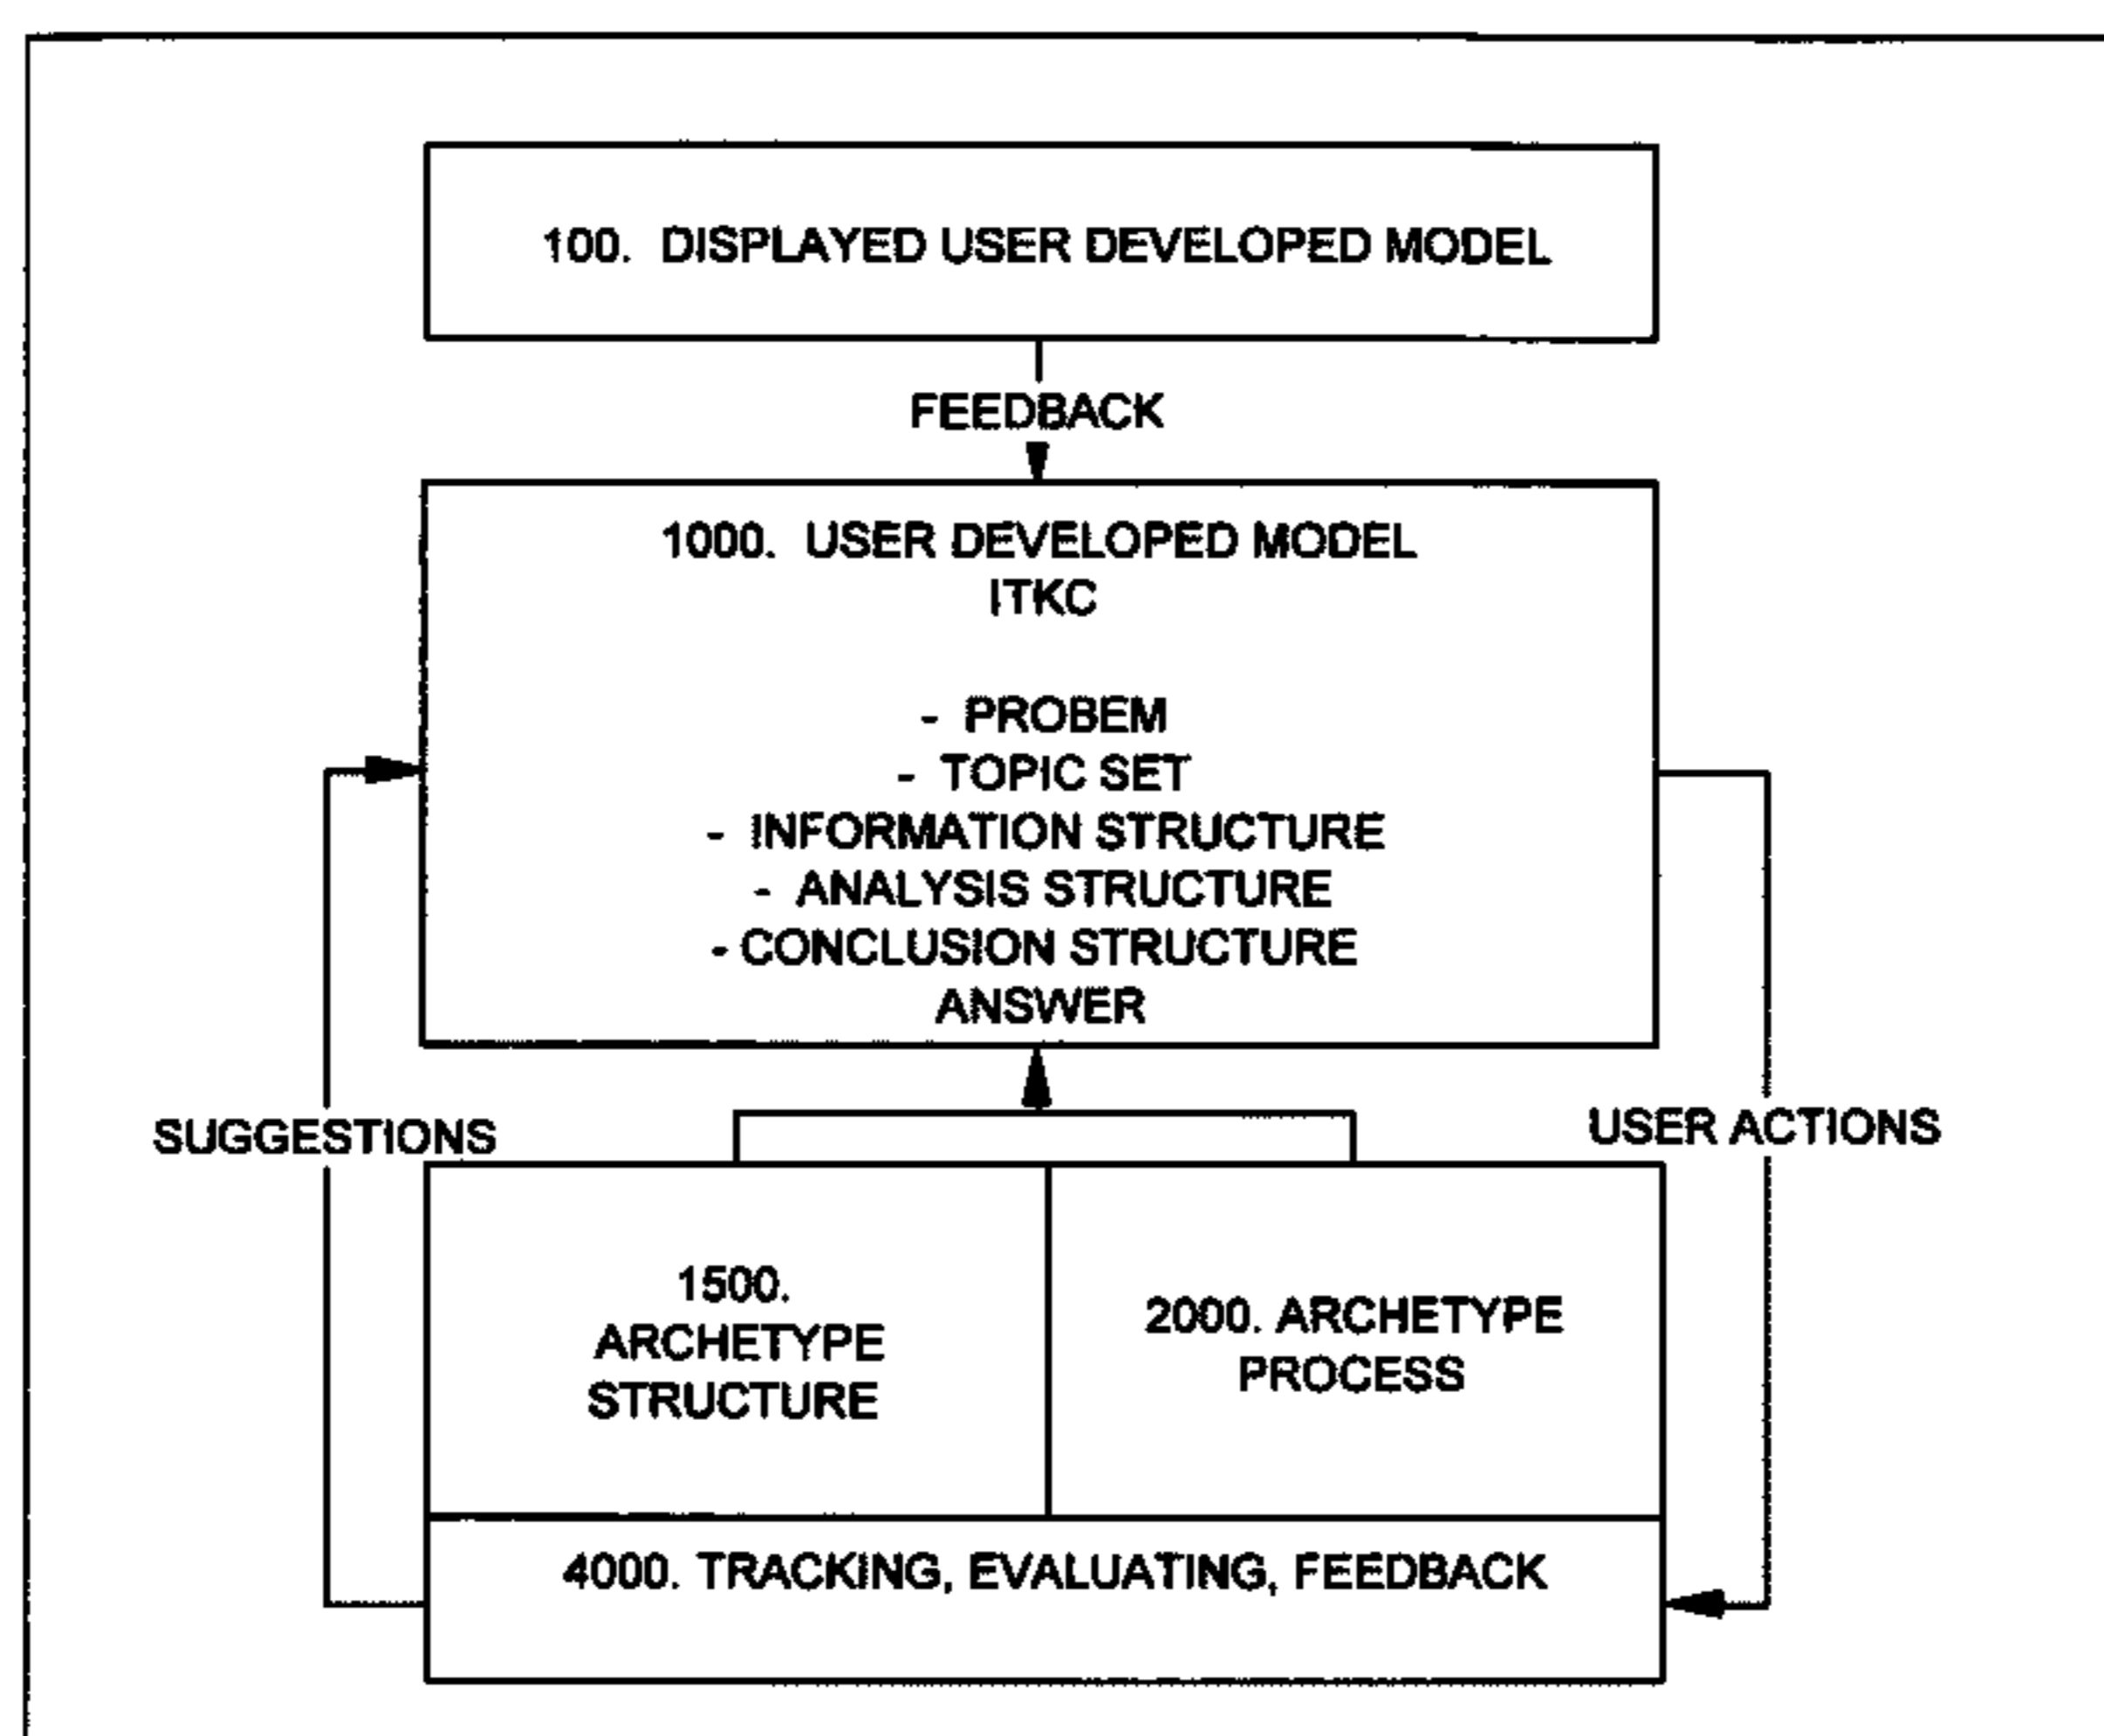 100. DISPLAYED USER DEVELOPED MODEL
FEEDBACK
1000. USER DEVELOPED MODEL
ITKC
- PROBEM
- TOPIC SET
- INFORMATION STRUCTURE
- ANALYSIS STRUCTURE
- CONCLUSION STRUCTURE
ANSWER
SUGGESTIONS
USER ACTIONS
1500.
ARCHETYPE
STRUCTURE
2000. ARCHETYPE
PROCESS
4000. TRACKING, EVALUATING, FEEDBACK